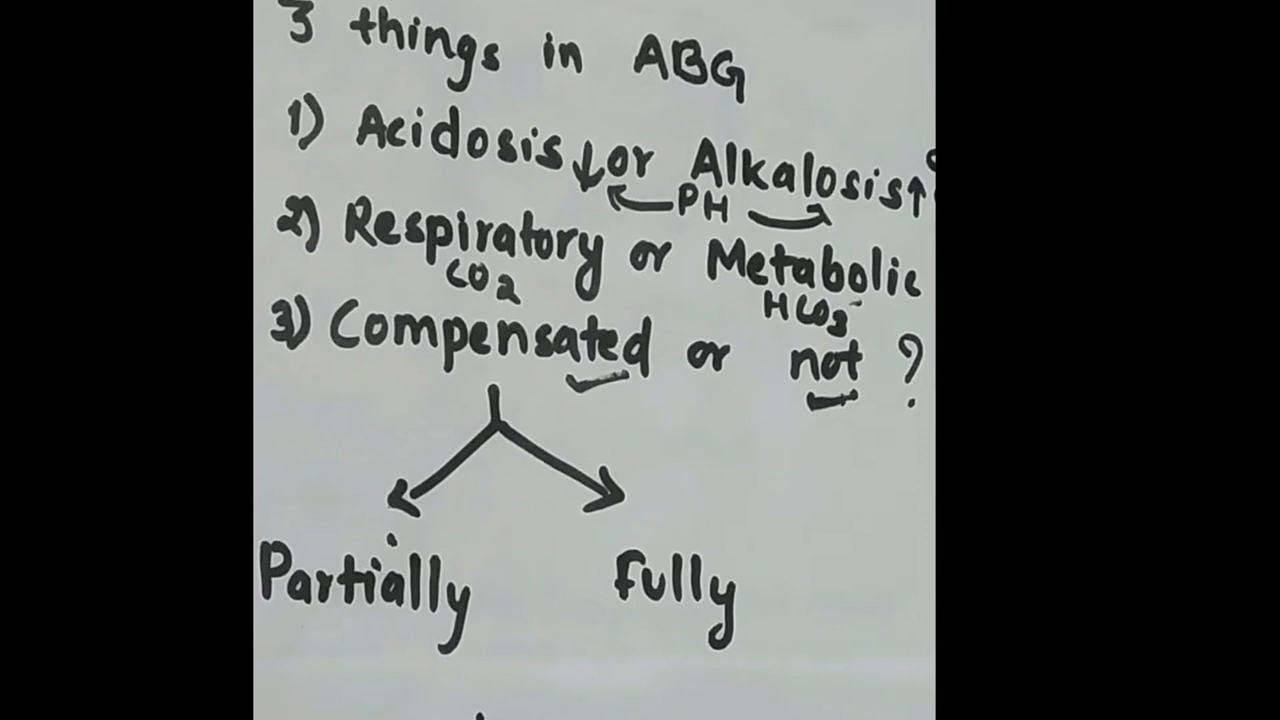 3 things in ABG
1) Acidosis ↓ or Alkalosis ↑
PH
2) Respiratory or Metabolic
CO2 HCO3-
3) Compensated or not ?
Partially Fully